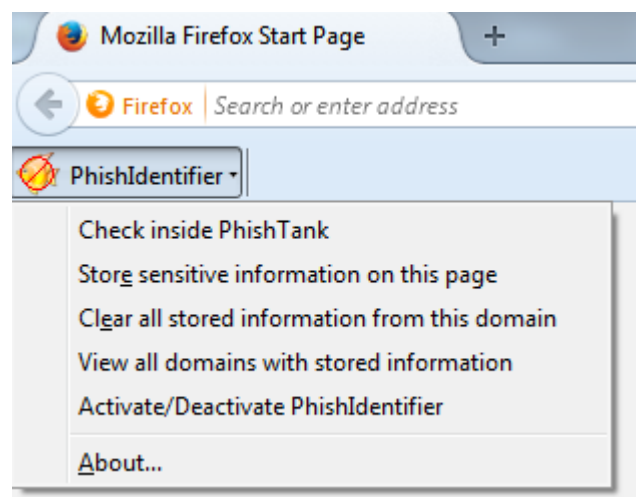 Mozilla Firefox Start Page
Firefox Search or enter address
PhishIdentifier
Check inside PhishTank
Store sensitive information on this page
Clear all stored information from this domain
View all domains with stored information
Activate/Deactivate PhishIdentifier
About...